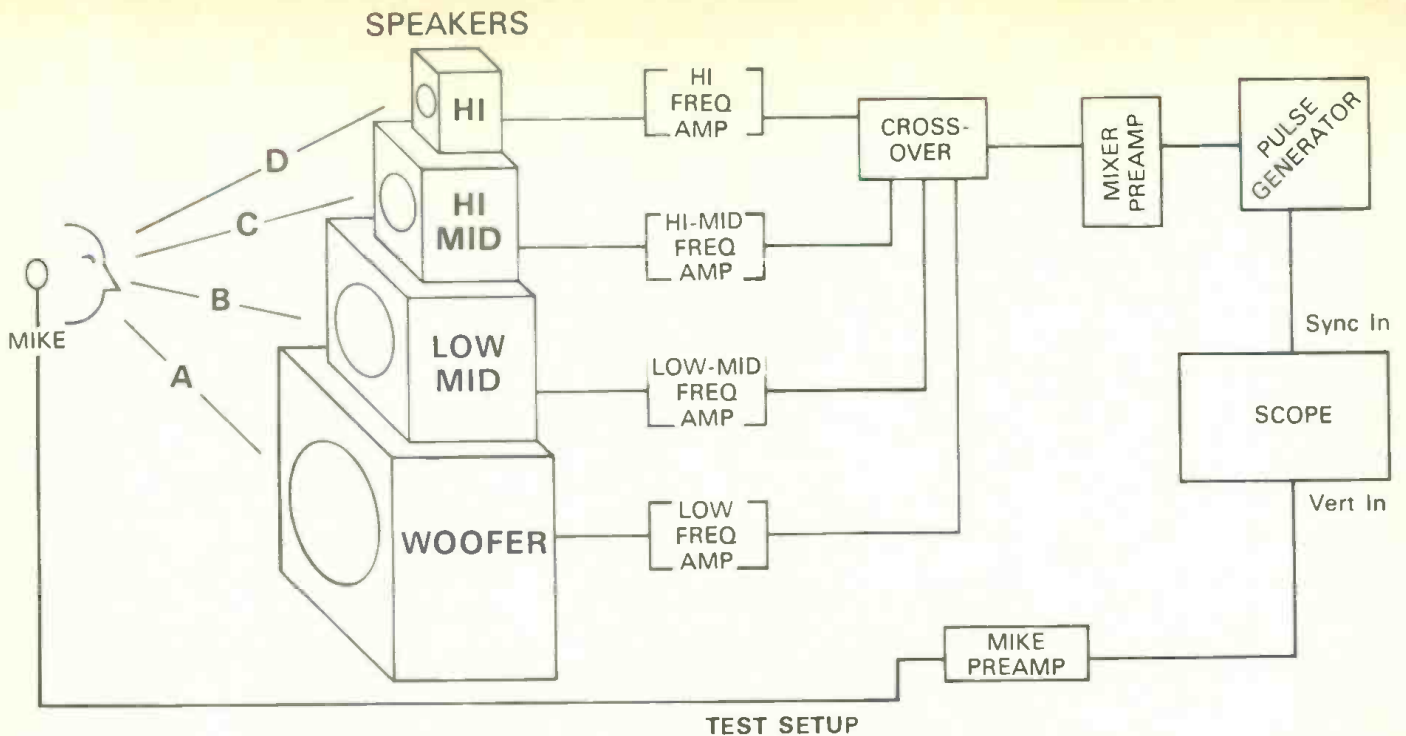 SPEAKERS
HI
HI
MID
LOW
MID
WOOFER
D
C
B
A
MIKE
HI
FREQ
AMP
HI-MID
FREQ
AMP
LOW-MID
FREQ
AMP
LOW
FREQ
AMP
CROSS-
OVER
MIXER
PREAMP
PULSE
GENERATOR
Sync In
SCOPE
Vert In
MIKE
PREAMP
TEST SETUP